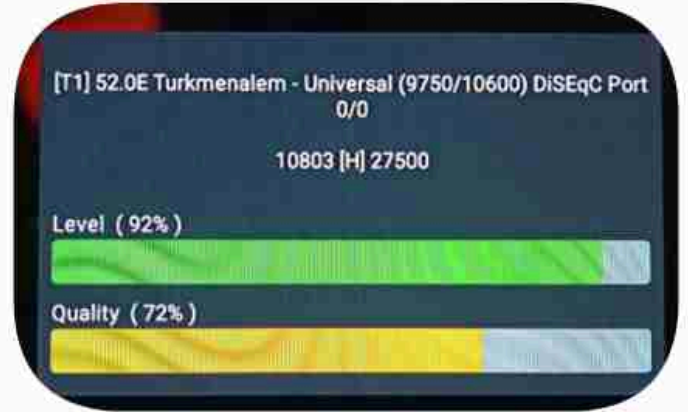 [T1] 52.0E Turkmenalem - Universal (9750/10600) DiSEqC Port
0/0
10803 [H] 27500
Level ( 92% )
Quality ( 72% )